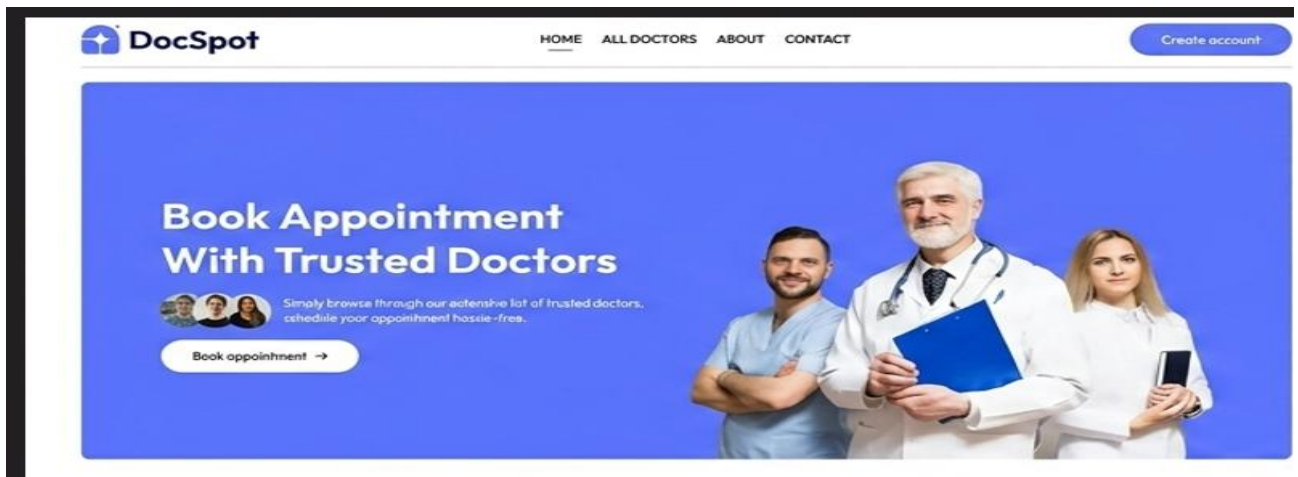 DocSpot
HOME ALL DOCTORS ABOUT CONTACT
Create account
Book Appointment
With Trusted Doctors
Simply browse through our extensive list of trusted doctors,
schedule your appointment hassle-free.
Book appointment →